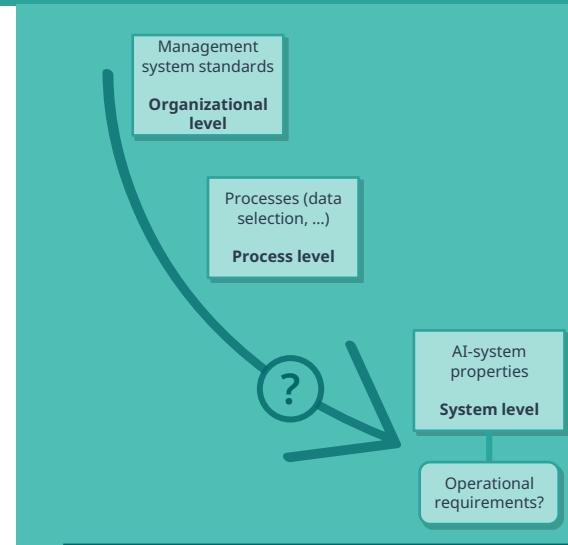 Management
system standards
Organizational
level
Processes (data
selection, ...)
Process level
?
AI-system
properties
System level
Operational
requirements?